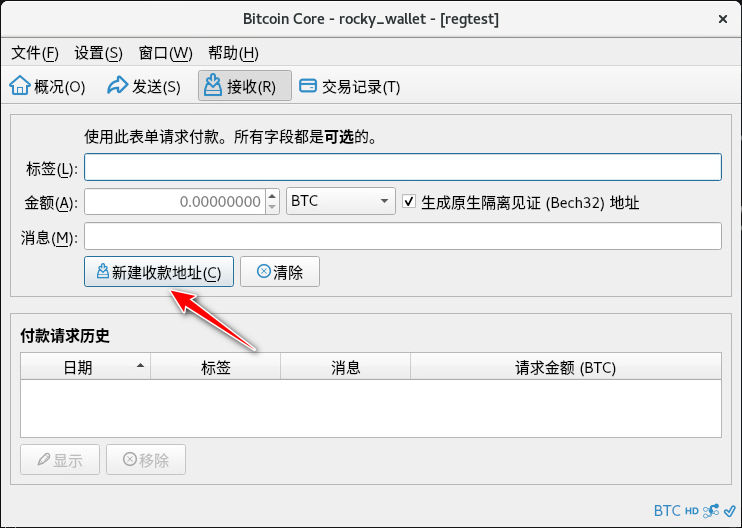 Bitcoin Core - rocky_wallet - [regtest]
文件(F) 设置(S) 窗口(W) 帮助(H)
概况(O) 发送(S) 接收(R) 交易记录(T)
使用此表单请求付款。所有字段都是可选的。
标签(L):
金额(A): 0.00000000 BTC 生成原生隔离见证 (Bech32) 地址
消息(M):
新建收款地址(C) 清除
付款请求历史
日期 标签 消息 请求金额 (BTC)
显示 移除
BTC HD